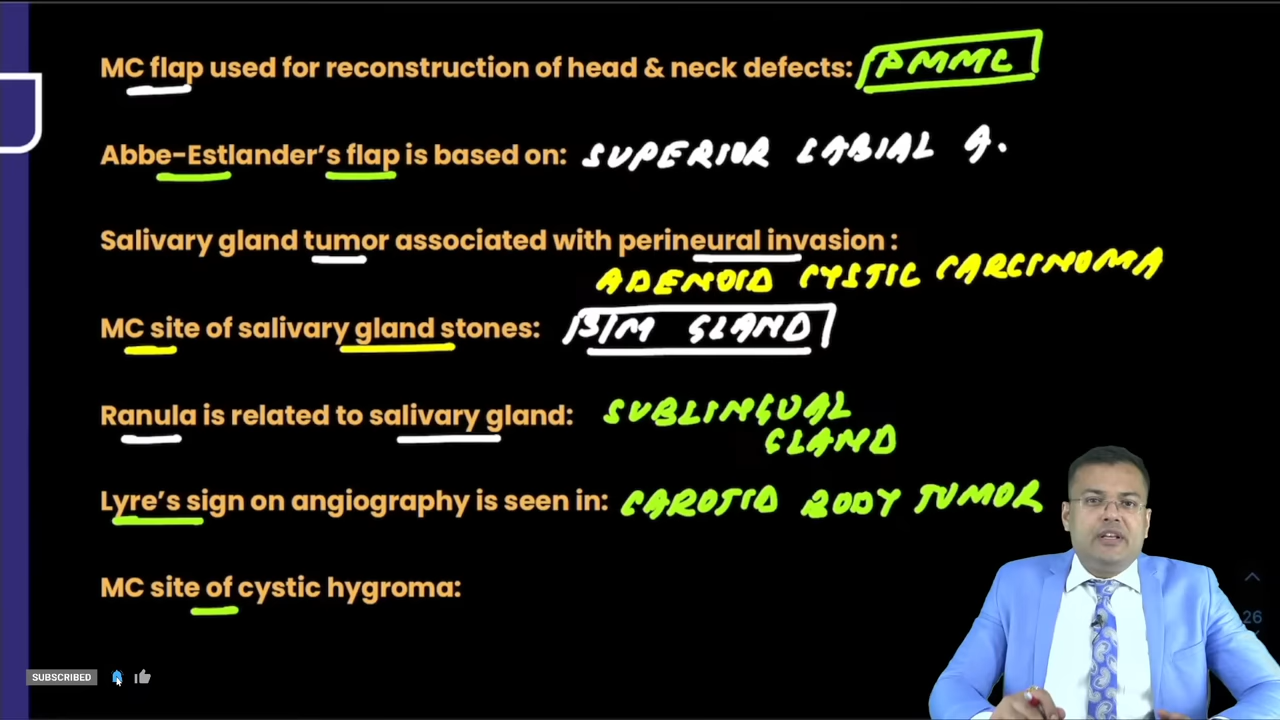 MC flap used for reconstruction of head & neck defects: PMMC
Abbe-Estlander's flap is based on: SUPERIOR LABIAL A.
Salivary gland tumor associated with perineural invasion :
ADENOID CYSTIC CARCINOMA
MC site of salivary gland stones: S/M GLAND
Ranula is related to salivary gland: SUBLINGUAL
GLAND
Lyre's sign on angiography is seen in: CAROTID BODY TUMOR
MC site of cystic hygroma:
26
SUBSCRIBED